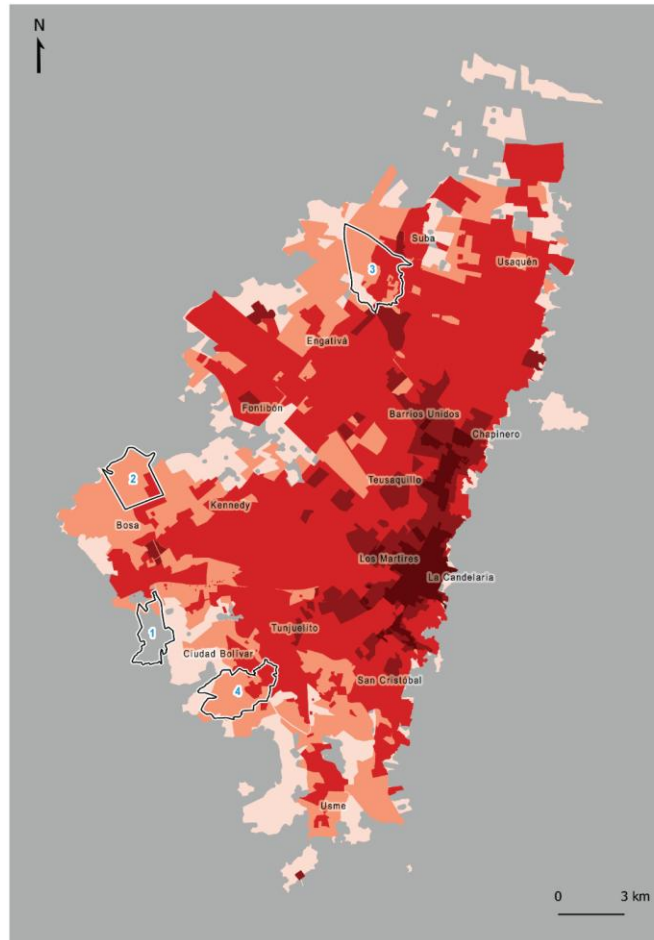 N
Suba
Usaquén
3
Engativá
Fontibón
Barrios Unidos
Chapinero
2
Teusaquillo
Kennedy
Bosa
Los Martires
La Candelaria
1
Tunjuelito
Ciudad Bolívar
San Cristóbal
4
Usme
0 3 km